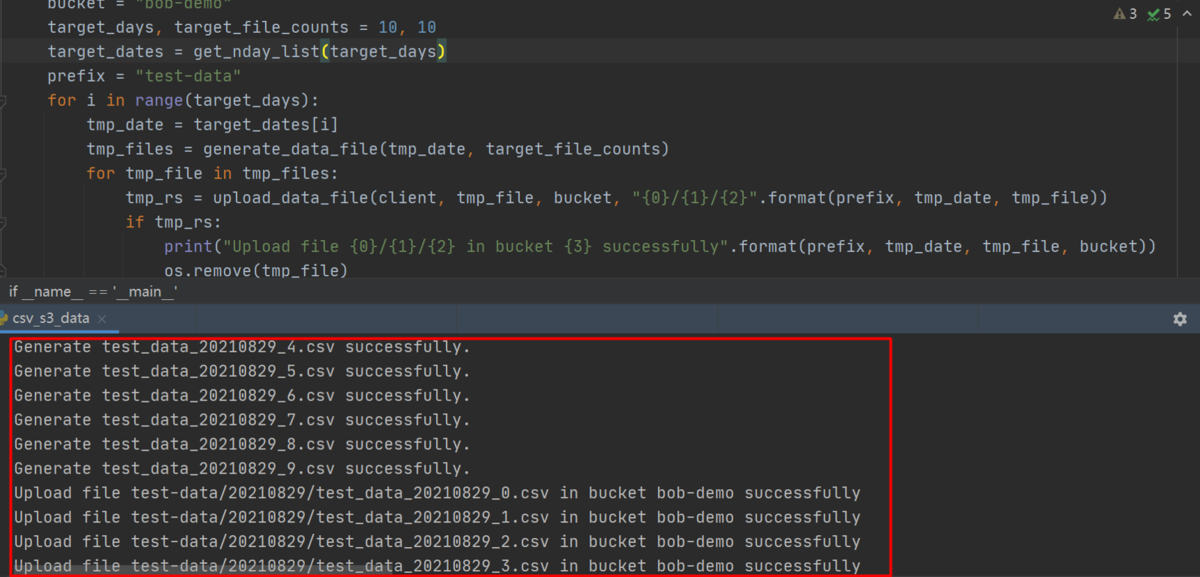 bucket = "bob-demo"
3 5
target_days, target_file_counts = 10, 10
target_dates = get_nday_list(target_days)
prefix = "test-data"
for i in range(target_days):
tmp_date = target_dates[i]
tmp_files = generate_data_file(tmp_date, target_file_counts)
for tmp_file in tmp_files:
tmp_rs = upload_data_file(client, tmp_file, bucket, "{0}/{1}/{2}".format(prefix, tmp_date, tmp_file))
if tmp_rs:
print("Upload file {0}/{1}/{2} in bucket {3} successfully".format(prefix, tmp_date, tmp_file, bucket))
os.remove(tmp_file)
if __name__ == '__main__'
csv_s3_data
Generate test_data_20210829_4.csv successfully.
Generate test_data_20210829_5.csv successfully.
Generate test_data_20210829_6.csv successfully.
Generate test_data_20210829_7.csv successfully.
Generate test_data_20210829_8.csv successfully.
Generate test_data_20210829_9.csv successfully.
Upload file test-data/20210829/test_data_20210829_0.csv in bucket bob-demo successfully
Upload file test-data/20210829/test_data_20210829_1.csv in bucket bob-demo successfully
Upload file test-data/20210829/test_data_20210829_2.csv in bucket bob-demo successfully
Upload file test-data/20210829/test_data_20210829_3.csv in bucket bob-demo successfully